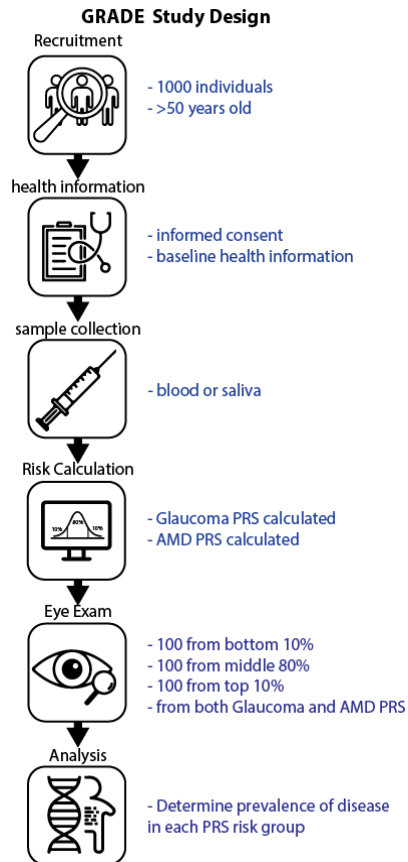 GRADE Study Design
Recruitment
- 1000 individuals
- >50 years old
health information
- informed consent
- baseline health information
sample collection
- blood or saliva
Risk Calculation
10% 80% 10%
- Glaucoma PRS calculated
- AMD PRS calculated
Eye Exam
- 100 from bottom 10%
- 100 from middle 80%
- 100 from top 10%
- from both Glaucoma and AMD PRS
Analysis
- Determine prevalence of disease
in each PRS risk group